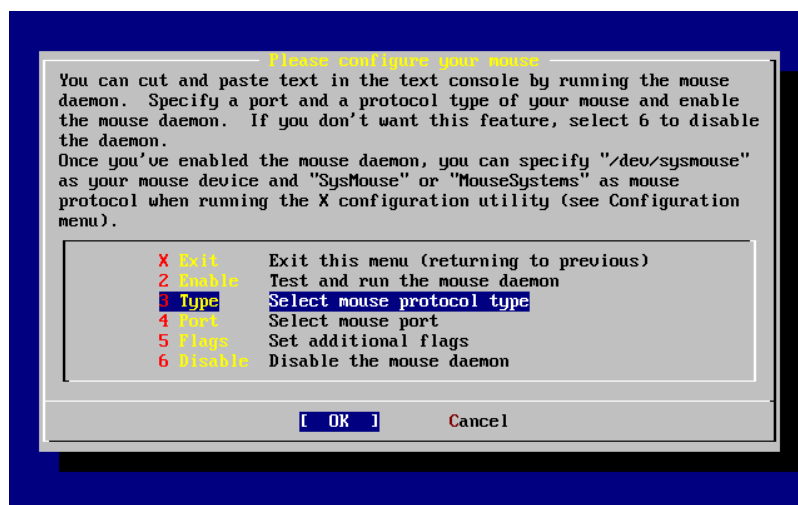 Please configure your mouse
You can cut and paste text in the text console by running the mouse
daemon.  Specify a port and a protocol type of your mouse and enable
the mouse daemon.  If you don't want this feature, select 6 to disable
the daemon.
Once you've enabled the mouse daemon, you can specify "/dev/sysmouse"
as your mouse device and "SysMouse" or "MouseSystems" as mouse
protocol when running the X configuration utility (see Configuration
menu).
X Exit Exit this menu (returning to previous)
2 Enable Test and run the mouse daemon
3 Type Select mouse protocol type
4 Port Select mouse port
5 Flags Set additional flags
6 Disable Disable the mouse daemon
[ OK ] Cancel